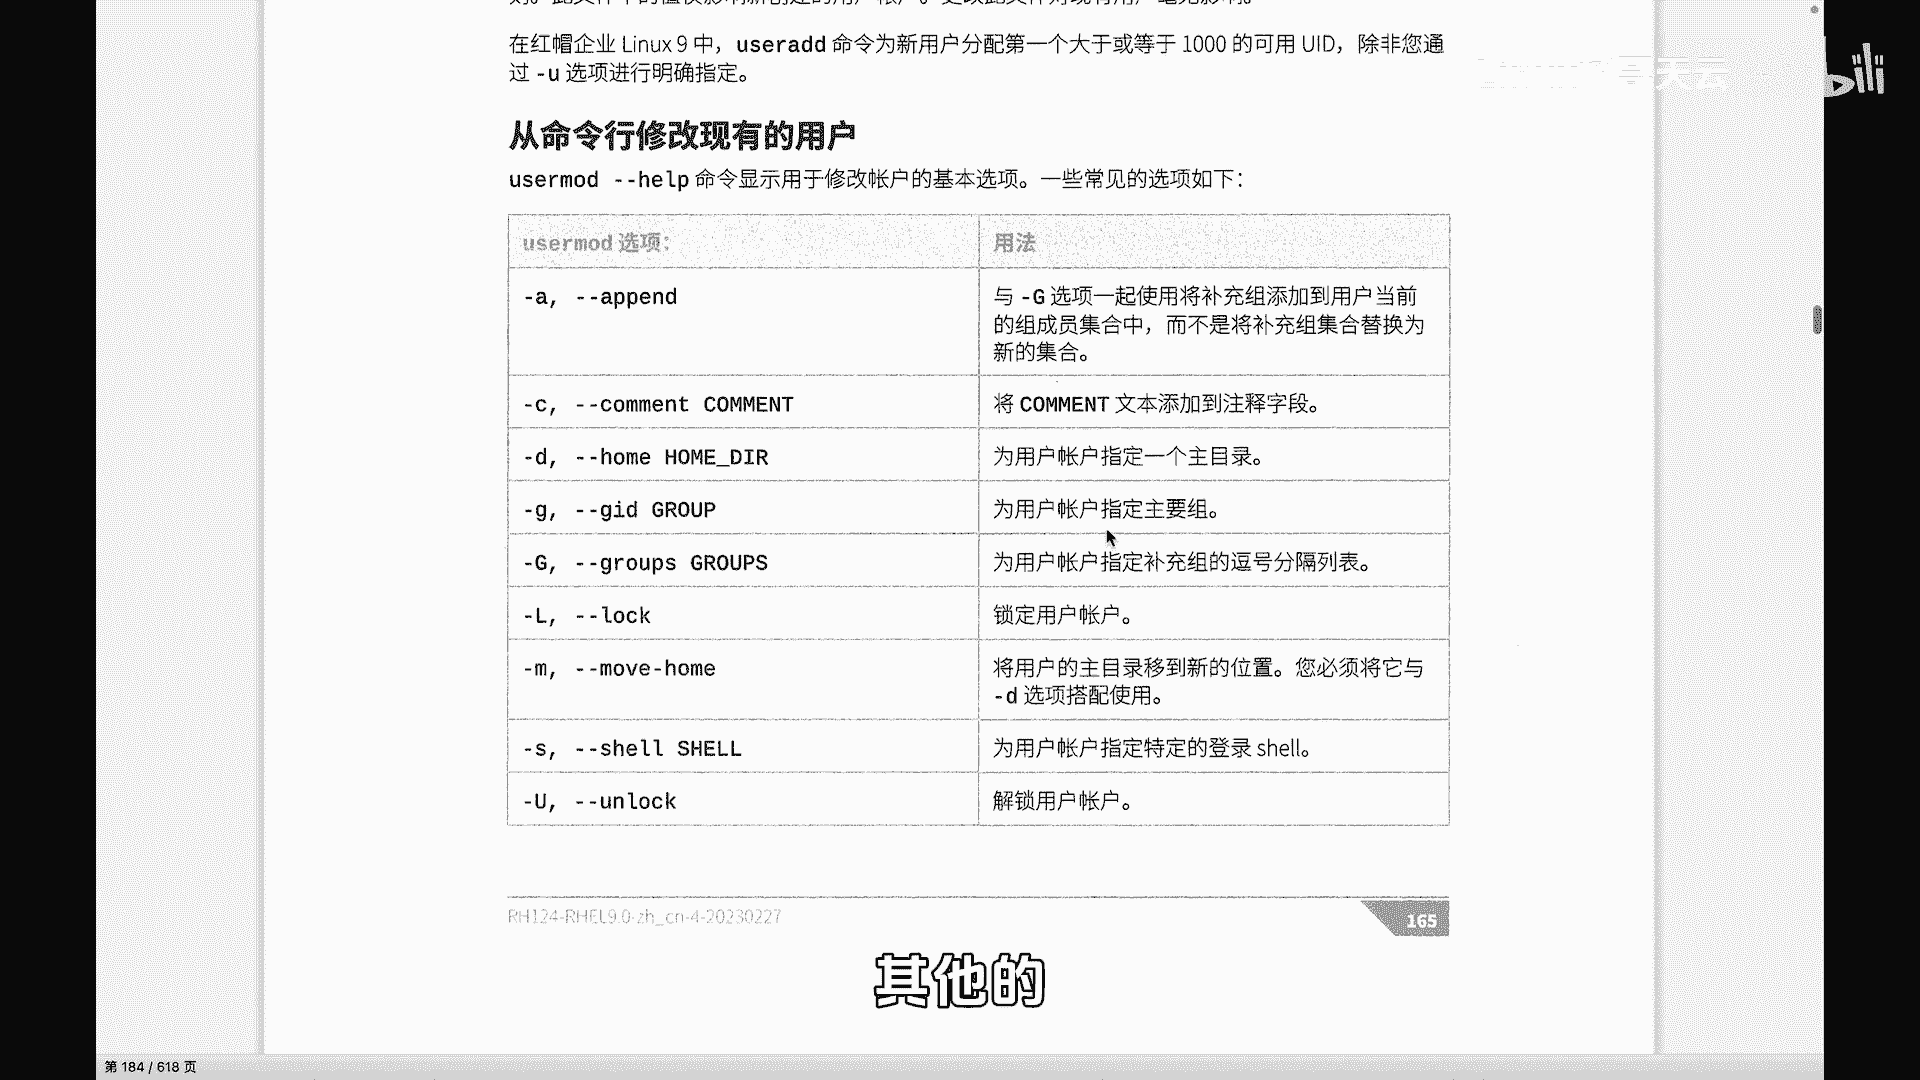 在红帽企业 Linux 9 中，useradd 命令为新用户分配第一个大于或等于 1000 的可用 UID，除非您通
过 -u 选项进行明确指定。
从命令行修改现有的用户
usermod --help 命令显示用于修改帐户的基本选项。一些常见的选项如下：
usermod 选项： 用法
-a, --append 与 -G 选项一起使用将补充组添加到用户当前
的组成员集合中，而不是将补充组集合替换为
新的集合。
-c, --comment COMMENT 将 COMMENT 文本添加到注释字段。
-d, --home HOME_DIR 为用户帐户指定一个主目录。
-g, --gid GROUP 为用户帐户指定主要组。
-G, --groups GROUPS 为用户帐户指定补充组的逗号分隔列表。
-L, --lock 锁定用户帐户。
-m, --move-home 将用户的主目录移到新的位置。您必须将它与
-d 选项搭配使用。
-s, --shell SHELL 为用户帐户指定特定的登录 shell。
-U, --unlock 解锁用户帐户。
RH124-RHEL9.0-zh_cn-4-20230227
165
其他的
第 184 / 618 页
天云
bili